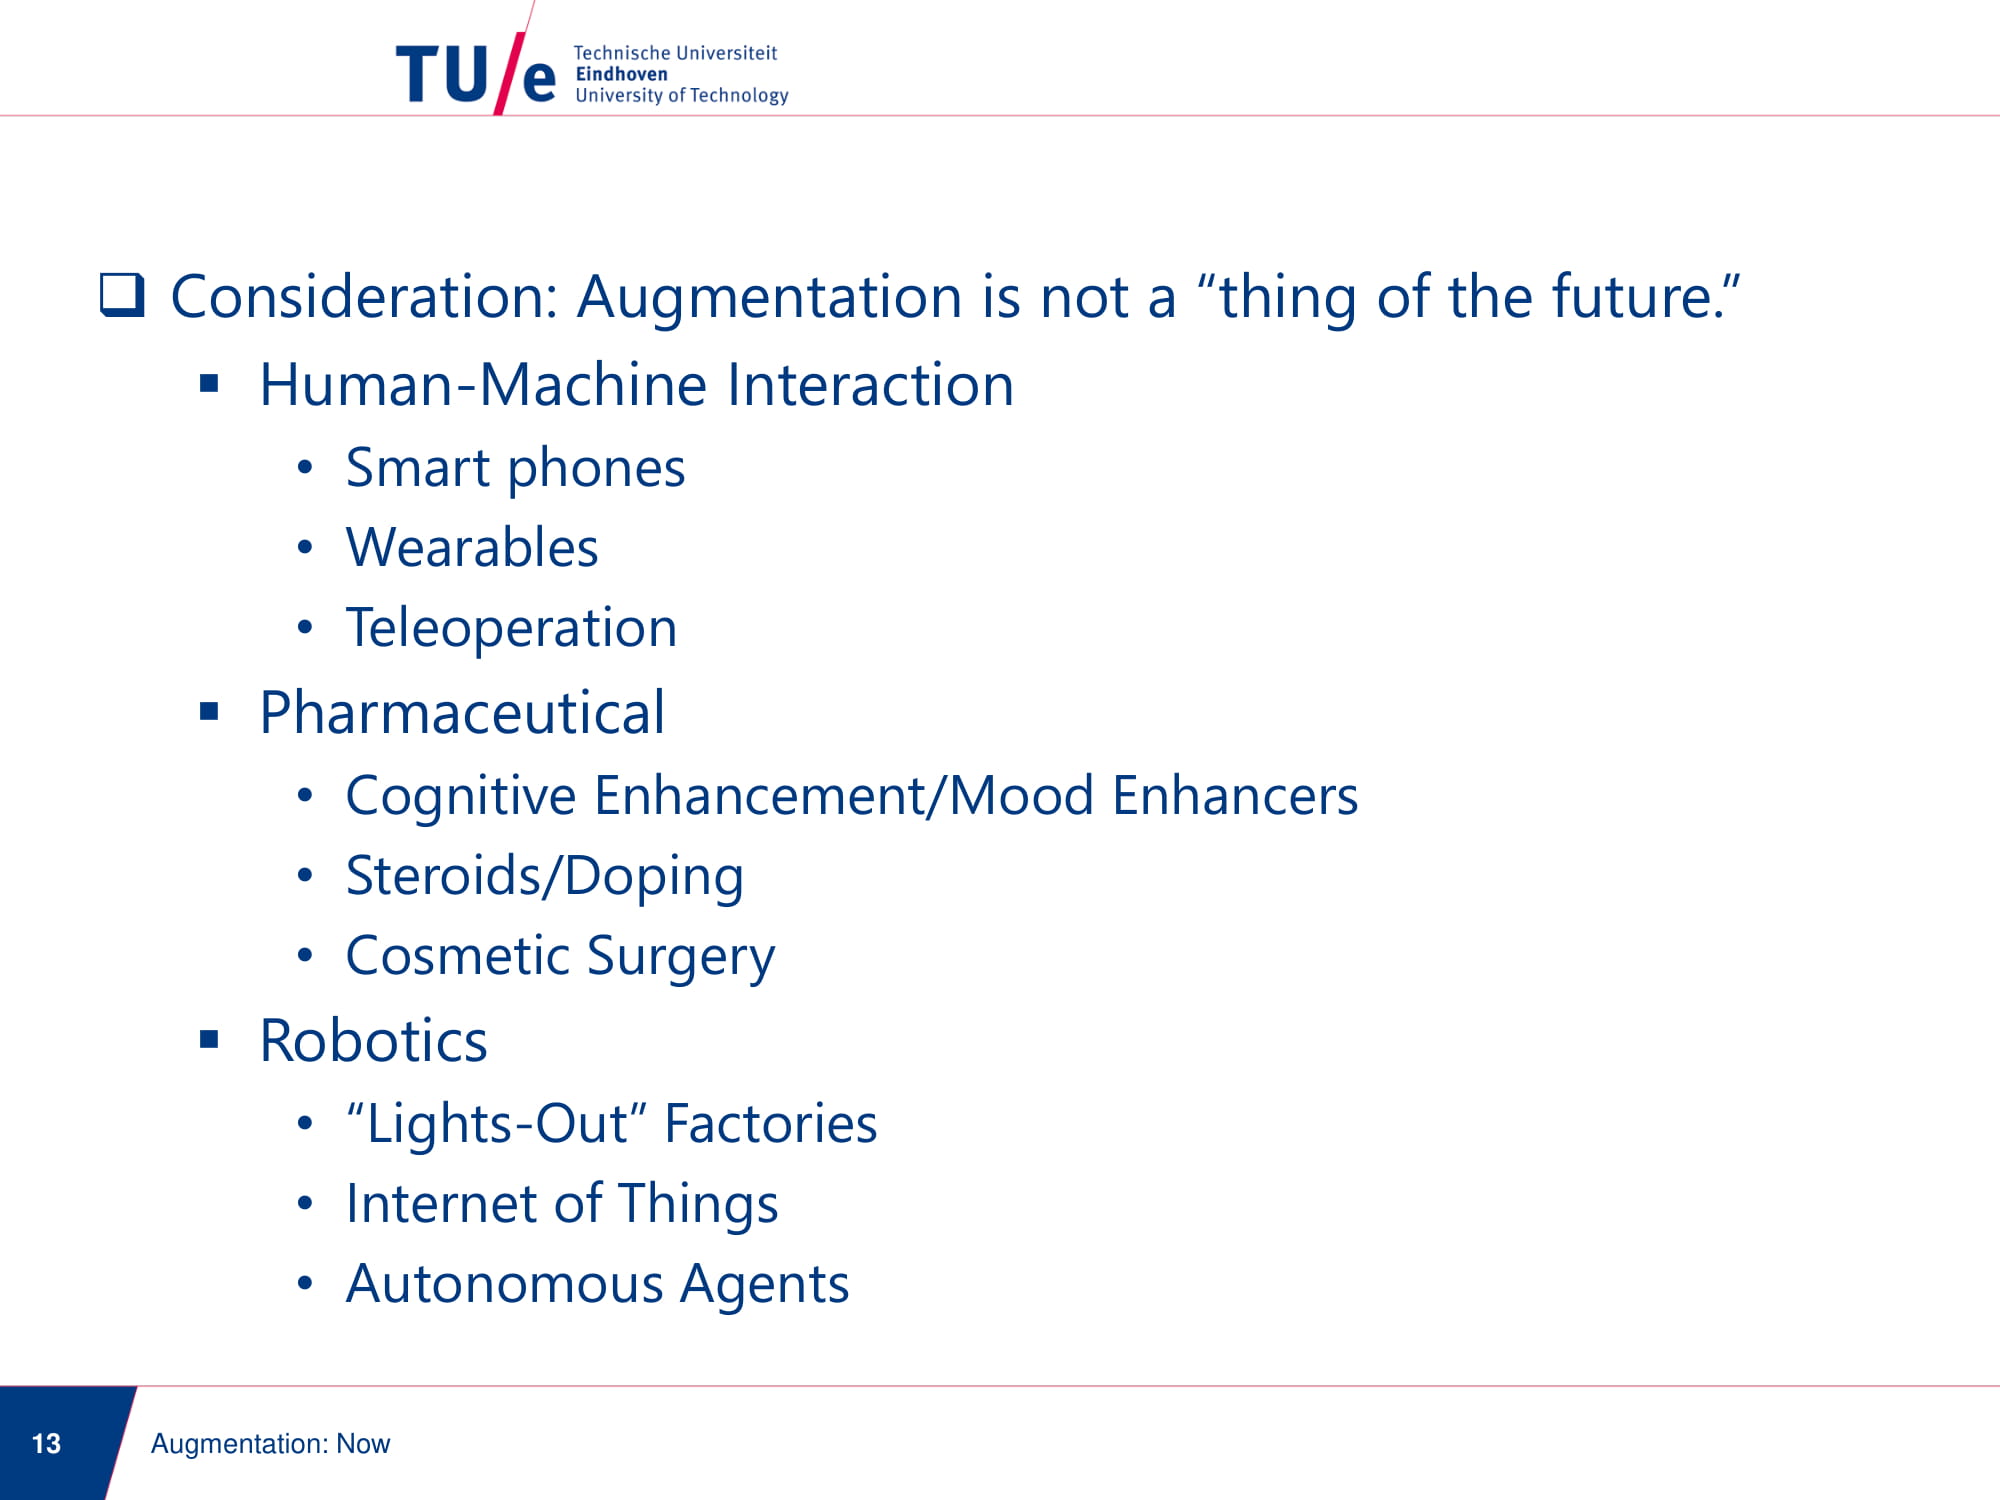 TU/e
Technische Universiteit
Eindhoven
University of Technology
❑ Consideration: Augmentation is not a “thing of the future.”
▪ Human-Machine Interaction
• Smart phones
• Wearables
• Teleoperation
▪ Pharmaceutical
• Cognitive Enhancement/Mood Enhancers
• Steroids/Doping
• Cosmetic Surgery
▪ Robotics
• “Lights-Out” Factories
• Internet of Things
• Autonomous Agents
13
Augmentation: Now